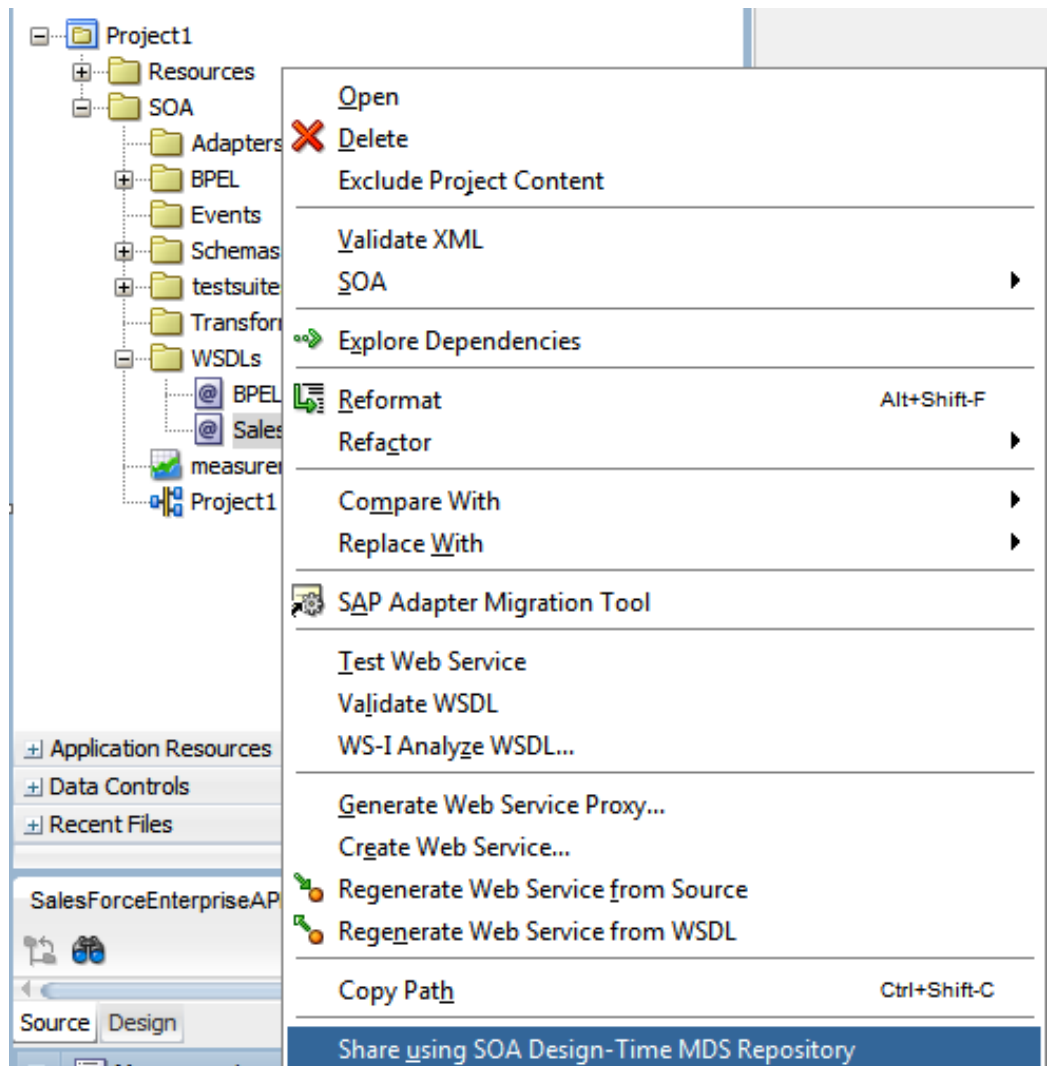 Project1
Resources
SOA
Adapters
BPEL
Events
Schemas
testsuite
Transfor
WSDLs
BPEL
Sales
measure
Project1
Open
Delete
Exclude Project Content
Validate XML
SOA
Explore Dependencies
Reformat Alt+Shift-F
Refactor
Compare With
Replace With
SAP Adapter Migration Tool
Test Web Service
Validate WSDL
WS-I Analyze WSDL...
Generate Web Service Proxy...
Create Web Service...
Regenerate Web Service from Source
Regenerate Web Service from WSDL
Copy Path Ctrl+Shift-C
Share using SOA Design-Time MDS Repository
Application Resources
Data Controls
Recent Files
SalesForceEnterpriseAP
Source Design